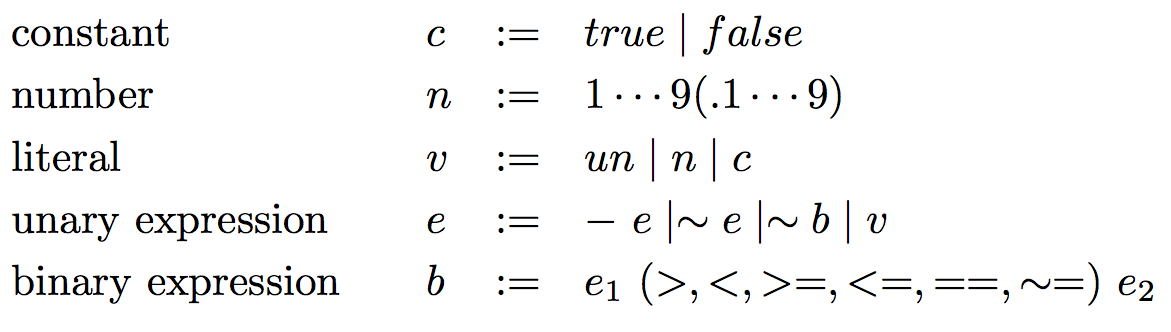 constant c := true | false
number n := 1 ⋯ 9(.1 ⋯ 9)
literal v := un | n | c
unary expression e := − e |∼ e |∼ b | v
binary expression b := e₁ (>, <, >=, <=, ==, ∼=) e₂